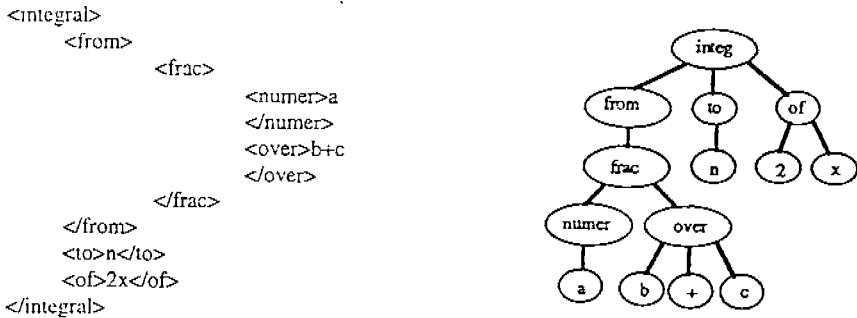 <integral>
<from>
<frac>
<numer>a
</numer>
<over>b+c
</over>
</frac>
</from>
<to>n</to>
<of>2x</of>
</integral>
integ
from to of
frac n 2 x
numer over
a b + c